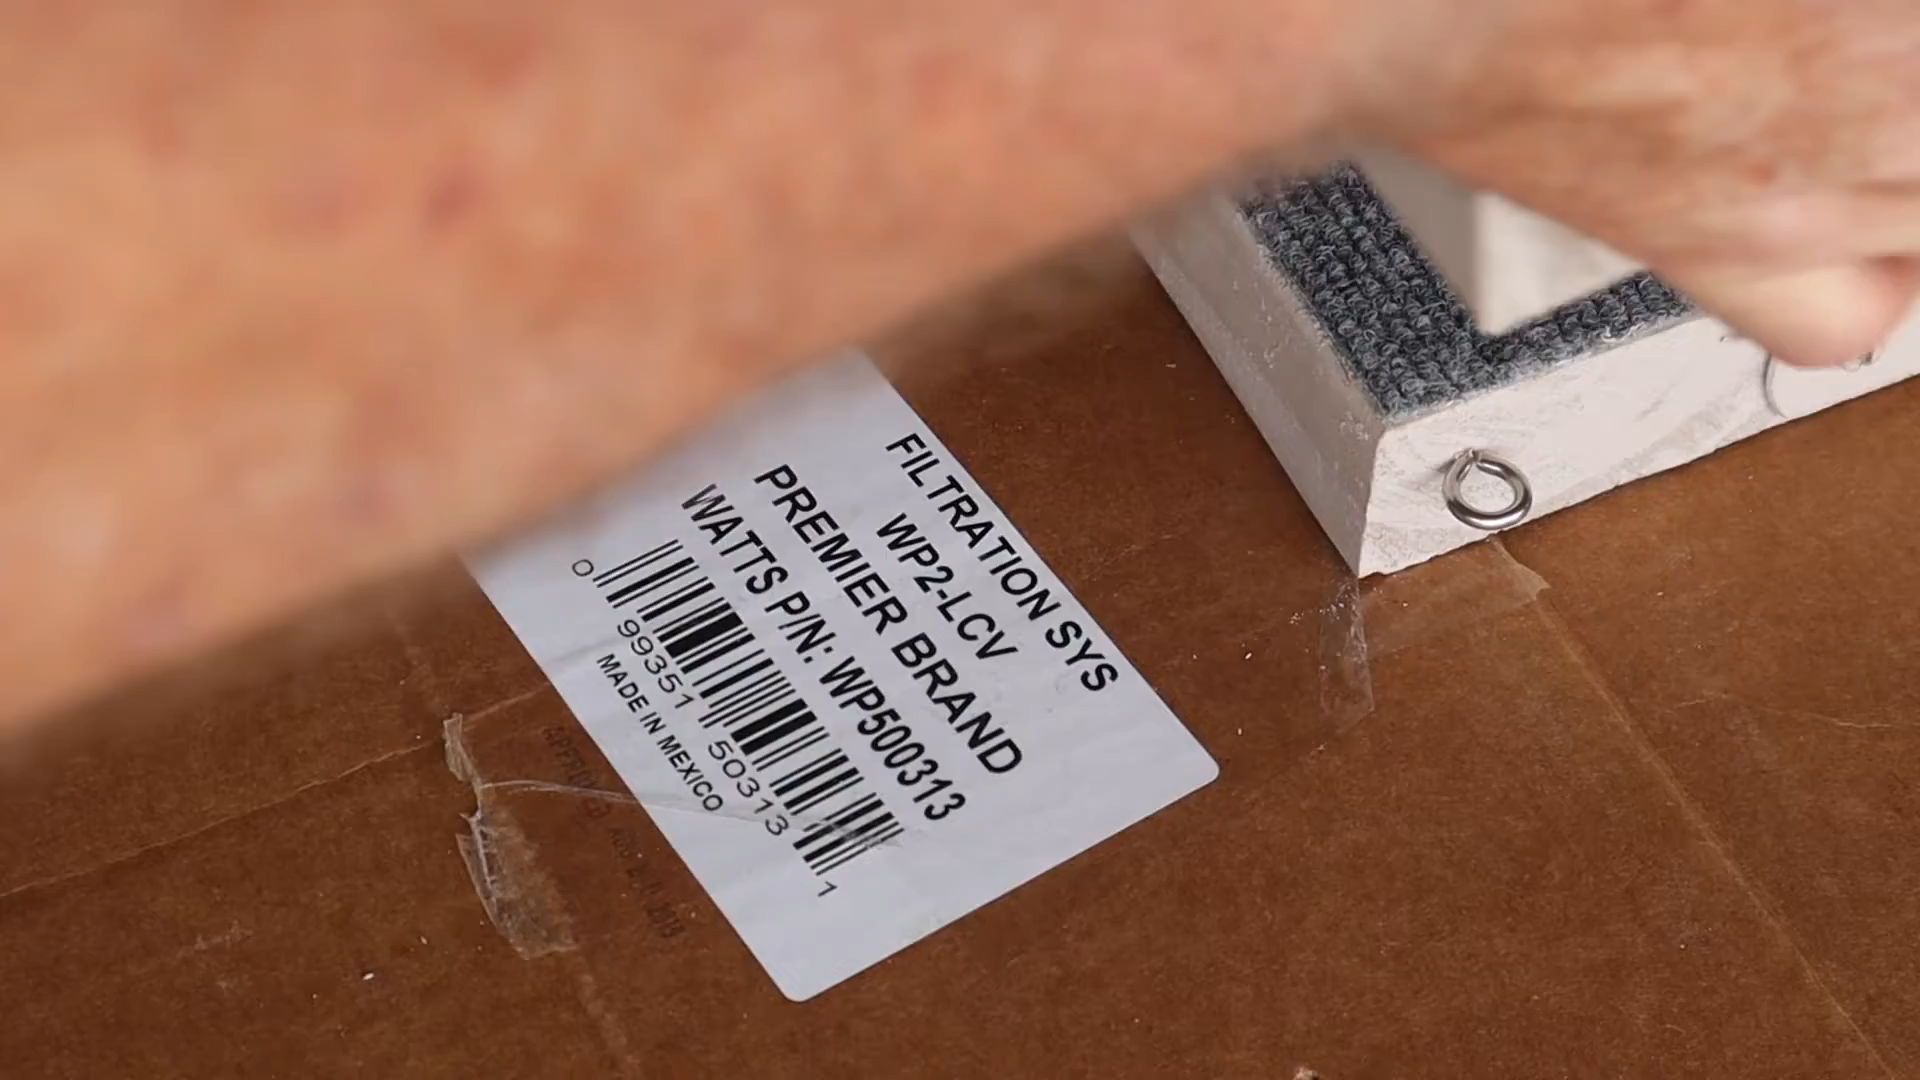 FILTRATION SYS
WP2-LCV
PREMIER BRAND
WATTS P/N: WP500313
0 99351 50313 1
MADE IN MEXICO